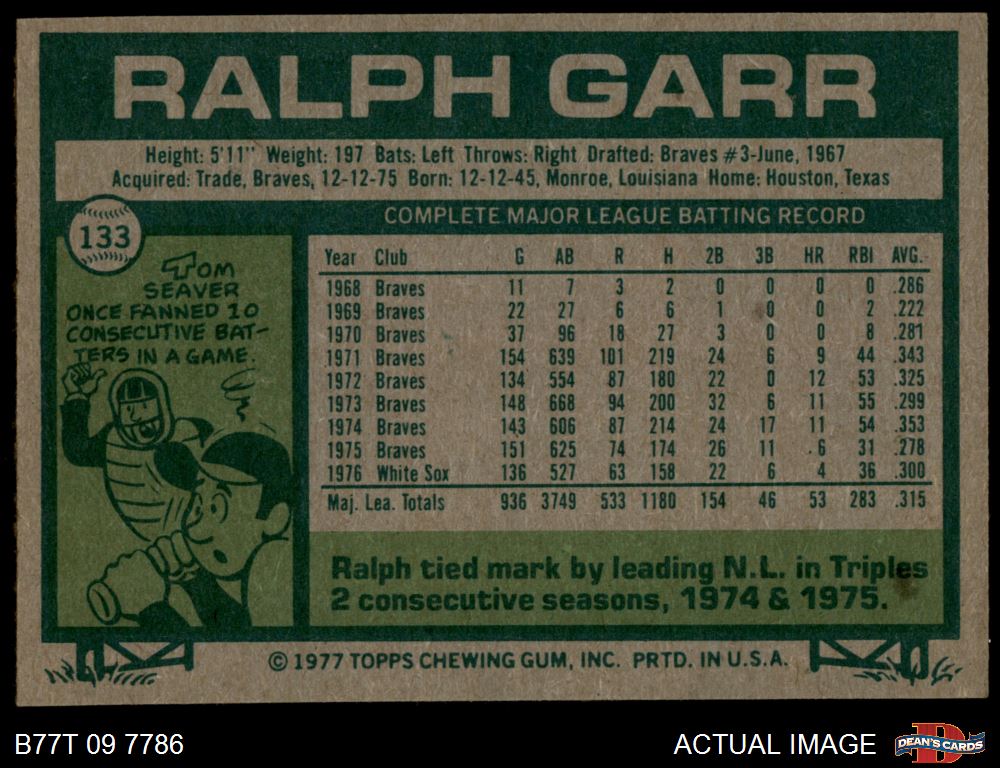 RALPH GARR
Height: 5'11" Weight: 197 Bats: Left Throws: Right Drafted: Braves #3-June, 1967
Acquired: Trade, Braves, 12-12-75 Born: 12-12-45, Monroe, Louisiana Home: Houston, Texas
133
TOM
SEAVER
ONCE FANNED 10
CONSECUTIVE BAT-
TERS IN A GAME.
COMPLETE MAJOR LEAGUE BATTING RECORD
Year Club G AB R H 2B 3B HR RBI AVG.
1968 Braves 11 7 3 2 0 0 0 0 .286
1969 Braves 22 27 6 6 1 0 0 2 .222
1970 Braves 37 96 18 27 3 0 0 8 .281
1971 Braves 154 639 101 219 24 6 9 44 .343
1972 Braves 134 554 87 180 22 0 12 53 .325
1973 Braves 148 668 94 200 32 6 11 55 .299
1974 Braves 143 606 87 214 24 17 11 54 .353
1975 Braves 151 625 74 174 26 11 6 31 .278
1976 White Sox 136 527 63 158 22 6 4 36 .300
Maj. Lea. Totals 936 3749 533 1180 154 46 53 283 .315
Ralph tied mark by leading N.L. in Triples
2 consecutive seasons, 1974 & 1975.
© 1977 TOPPS CHEWING GUM, INC. PRTD. IN U.S.A.
B77T 09 7786
ACTUAL IMAGE
D
DEAN'S CARDS